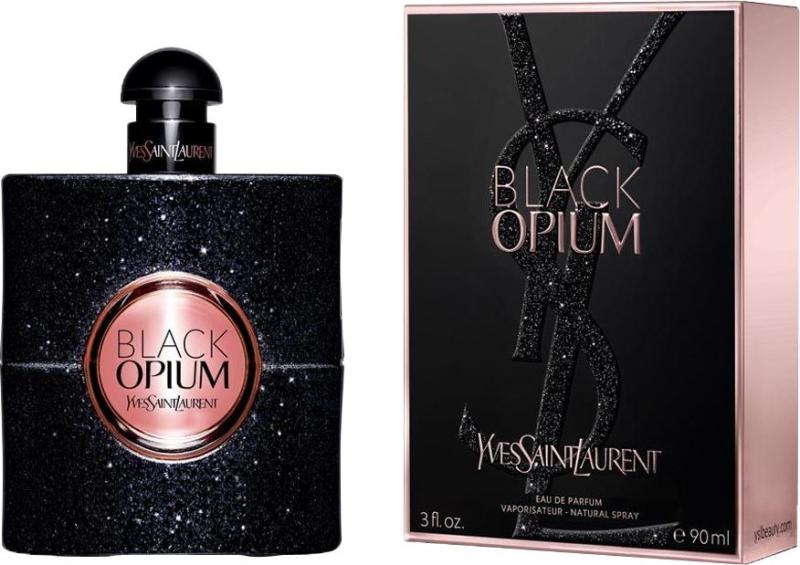 YVESSAINTLAURENT
BLACK
OPIUM
YVESSAINTLAURENT
BLACK
OPIUM
YVESSAINTLAURENT
EAU DE PARFUM
VAPORISATEUR - NATURAL SPRAY
3 fl.oz. e 90ml
yslbeauty.com